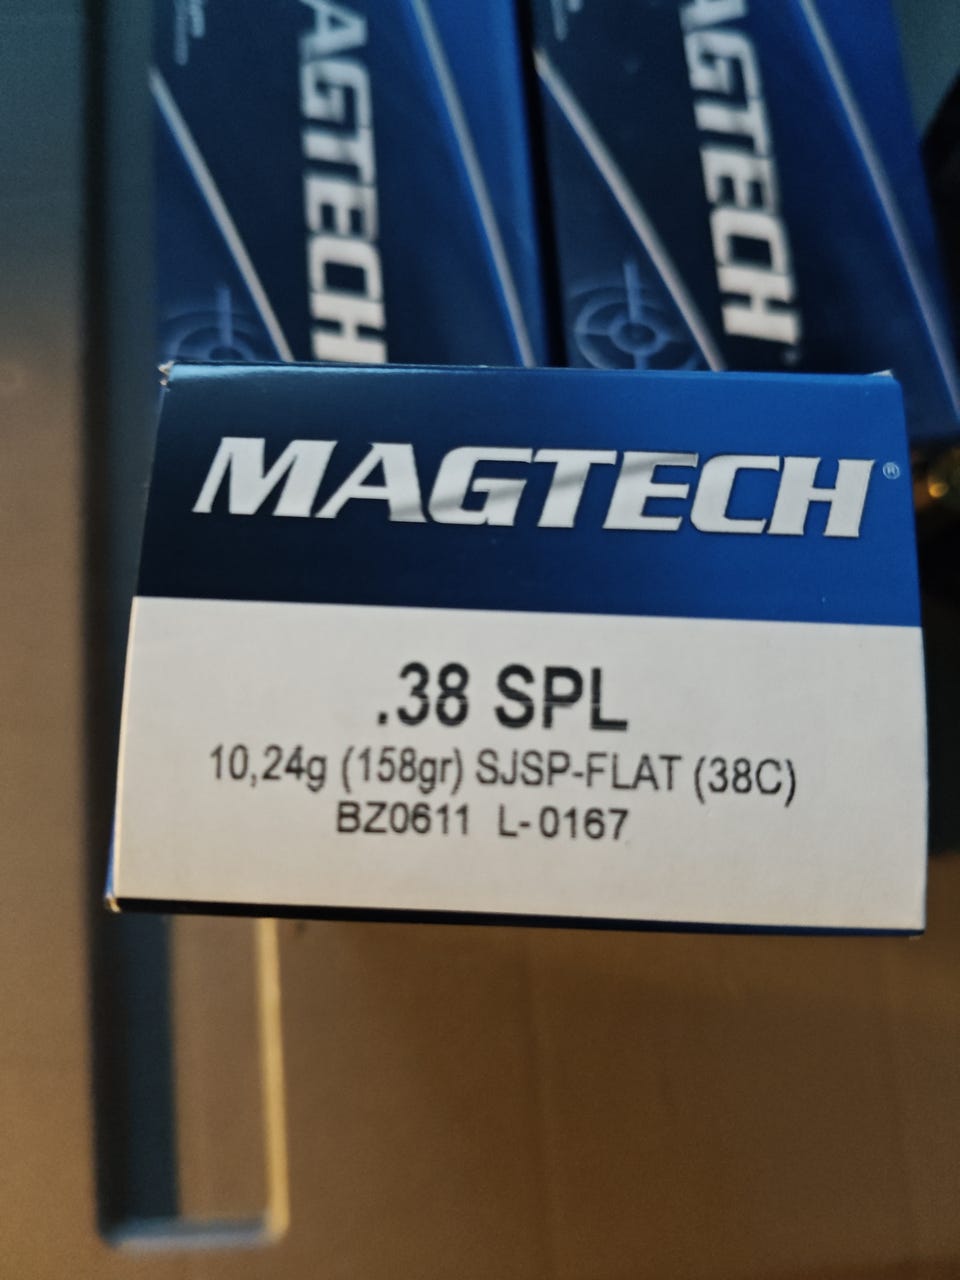 MAGTECH
MAGTECH
MAGTECH®
.38 SPL
10,24g (158gr) SJSP-FLAT (38C)
BZ0611 L-0167